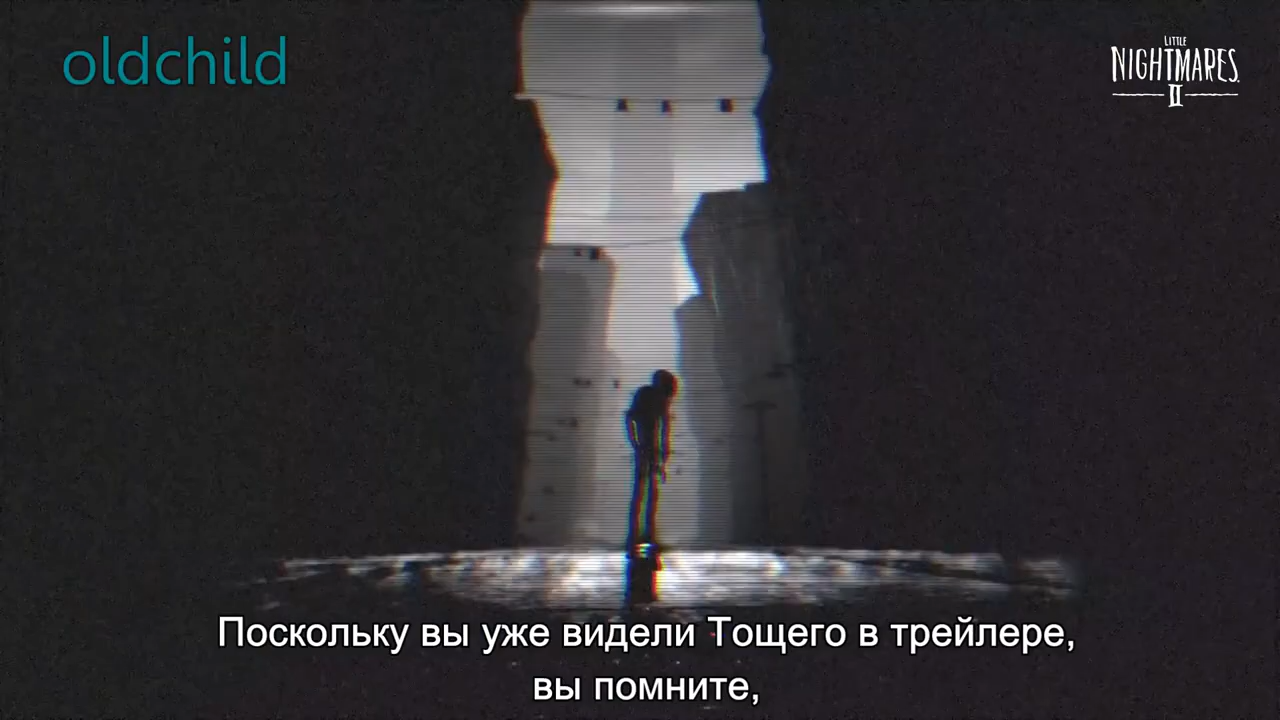 oldchild
LITTLE
NIGHTMARES
II
Поскольку вы уже видели Тощего в трейлере,
вы помните,